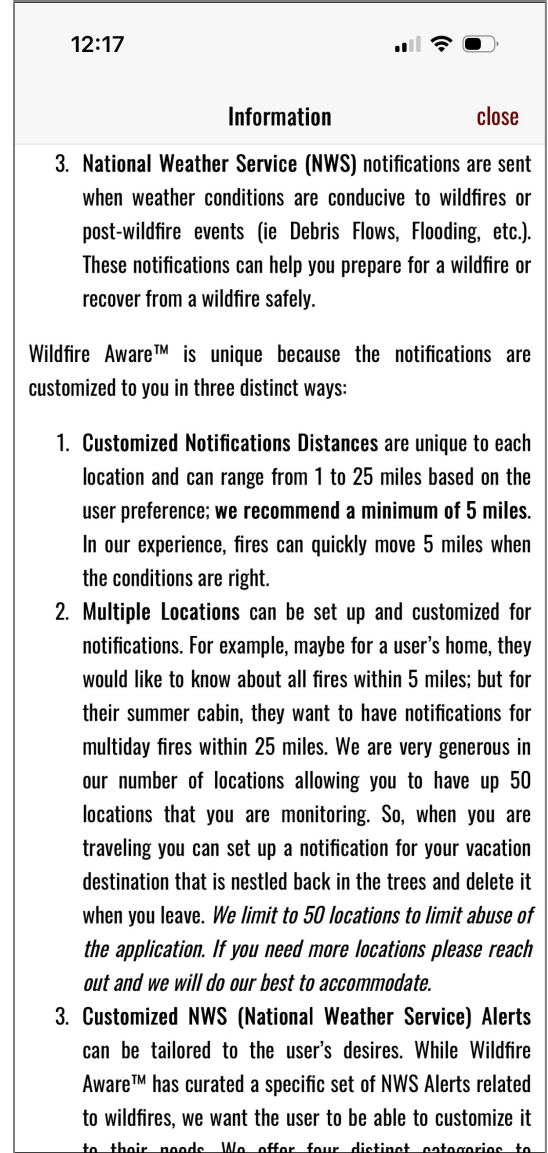 12:17
Information
close
3. National Weather Service (NWS) notifications are sent
when weather conditions are conducive to wildfires or
post-wildfire events (ie Debris Flows, Flooding, etc.).
These notifications can help you prepare for a wildfire or
recover from a wildfire safely.
Wildfire Aware™ is unique because the notifications are
customized to you in three distinct ways:
1. Customized Notifications Distances are unique to each
location and can range from 1 to 25 miles based on the
user preference; we recommend a minimum of 5 miles.
In our experience, fires can quickly move 5 miles when
the conditions are right.
2. Multiple Locations can be set up and customized for
notifications. For example, maybe for a user's home, they
would like to know about all fires within 5 miles; but for
their summer cabin, they want to have notifications for
multiday fires within 25 miles. We are very generous in
our number of locations allowing you to have up 50
locations that you are monitoring. So, when you are
traveling you can set up a notification for your vacation
destination that is nestled back in the trees and delete it
when you leave. We limit to 50 locations to limit abuse of
the application. If you need more locations please reach
out and we will do our best to accommodate.
3. Customized NWS (National Weather Service) Alerts
can be tailored to the user's desires. While Wildfire
Aware™ has curated a specific set of NWS Alerts related
to wildfires, we want the user to be able to customize it
to their needs. We offer four distinct categories to